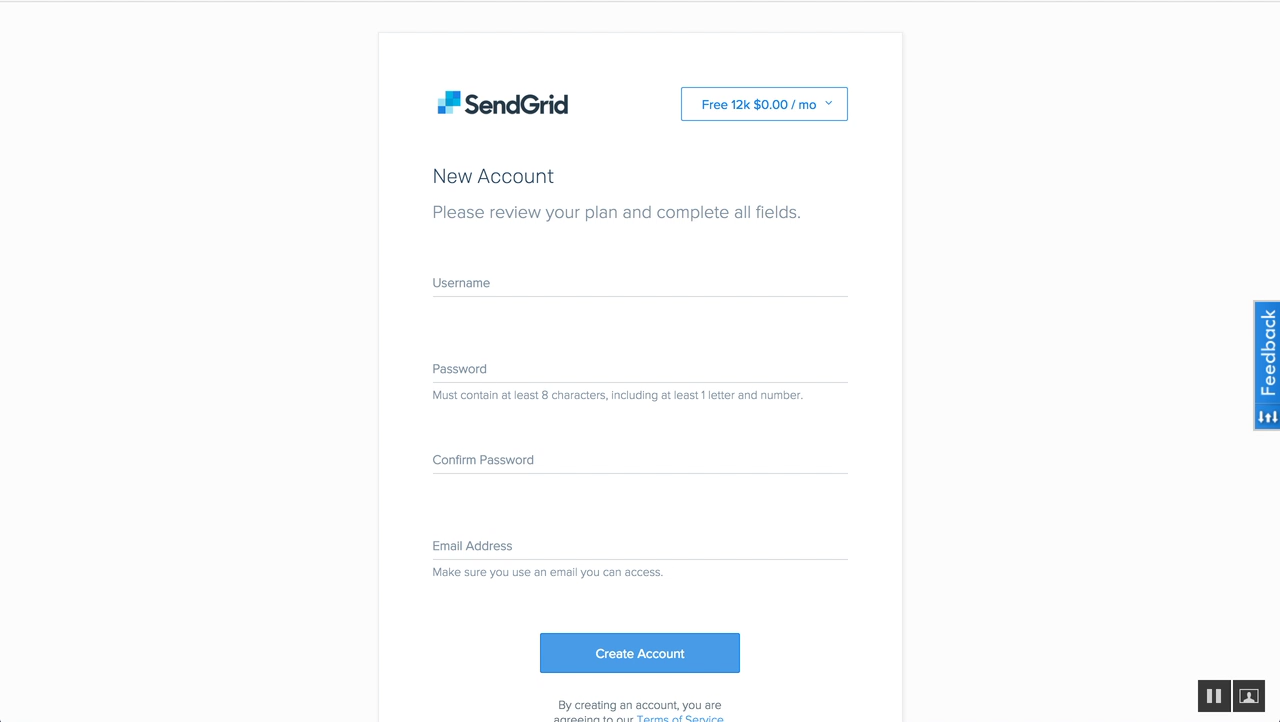 SendGrid
Free 12k $0.00 / mo
New Account
Please review your plan and complete all fields.
Username
Password
Must contain at least 8 characters, including at least 1 letter and number.
Confirm Password
Email Address
Make sure you use an email you can access.
Create Account
By creating an account, you are
agreeing to our Terms of Service
Feedback